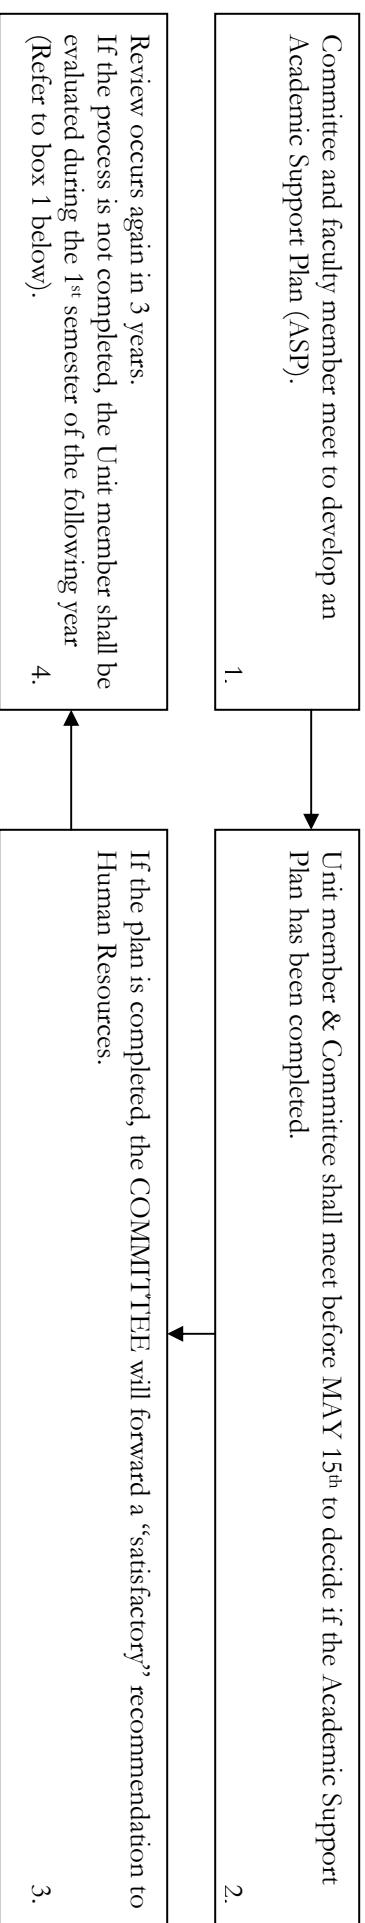 Committee and faculty member meet to develop an
Academic Support Plan (ASP).
1.
Unit member & Committee shall meet before MAY 15th to decide if the Academic Support
Plan has been completed.
2.
If the plan is completed, the COMMITTEE will forward a “satisfactory” recommendation to
Human Resources.
3.
Review occurs again in 3 years.
If the process is not completed, the Unit member shall be
evaluated during the 1st semester of the following year
(Refer to box 1 below).
4.